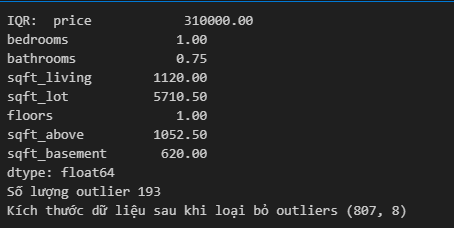 IQR:  price            310000.00
bedrooms              1.00
bathrooms             0.75
sqft_living        1120.00
sqft_lot           5710.50
floors                1.00
sqft_above         1052.50
sqft_basement       620.00
dtype: float64
Số lượng outlier 193
Kích thước dữ liệu sau khi loại bỏ outliers (807, 8)